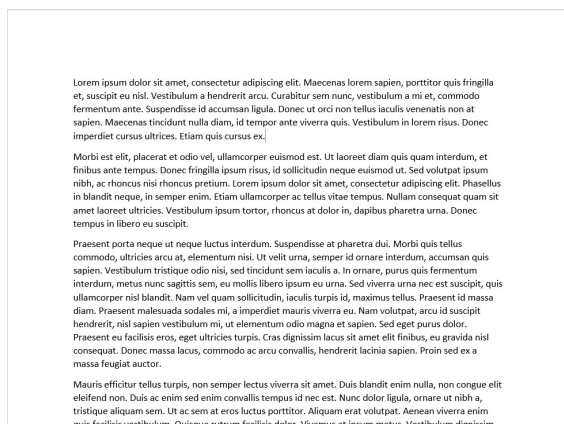 Lorem ipsum dolor sit amet, consectetur adipiscing elit. Maecenas lorem sapien, porttitor quis fringilla
et, suscipit eu nisl. Vestibulum a hendrerit arcu. Curabitur sem nunc, vestibulum a mi et, commodo
fermentum ante. Suspendisse id accumsan ligula. Donec ut orci non tellus iaculis venenatis non at
sapien. Maecenas tincidunt nulla diam, id tempor ante viverra quis. Vestibulum in lorem risus. Donec
imperdiet cursus ultrices. Etiam quis cursus ex.
Morbi est elit, placerat et odio vel, ullamcorper euismod est. Ut laoreet diam quis quam interdum, et
finibus ante tempus. Donec fringilla ipsum risus, id sollicitudin neque euismod ut. Sed volutpat ipsum
nibh, ac rhoncus nisi rhoncus pretium. Lorem ipsum dolor sit amet, consectetur adipiscing elit. Phasellus
in blandit neque, in semper enim. Etiam ullamcorper ac tellus vitae tempus. Nullam consequat quam sit
amet laoreet ultricies. Vestibulum ipsum tortor, rhoncus at dolor in, dapibus pharetra urna. Donec
tempus in libero eu suscipit.
Praesent porta neque ut neque luctus interdum. Suspendisse at pharetra dui. Morbi quis tellus
commodo, ultricies arcu at, elementum nisi. Ut velit urna, semper id ornare interdum, accumsan quis
sapien. Vestibulum tristique odio nisi, sed tincidunt sem iaculis a. In ornare, purus quis fermentum
interdum, metus nunc sagittis sem, eu mollis libero ipsum eu urna. Sed viverra urna nec est suscipit, quis
ullamcorper nisl blandit. Nam vel quam sollicitudin, iaculis turpis id, maximus tellus. Praesent id massa
diam. Praesent malesuada sodales mi, a imperdiet mauris viverra eu. Nam volutpat, arcu id suscipit
hendrerit, nisl sapien vestibulum mi, ut elementum odio magna et sapien. Sed eget purus dolor.
Praesent eu facilisis eros, eget ultricies turpis. Cras dignissim lacus sit amet elit finibus, eu gravida nisl
consequat. Donec massa lacus, commodo ac arcu convallis, hendrerit lacinia sapien. Proin sed ex a
massa feugiat auctor.
Mauris efficitur tellus turpis, non semper lectus viverra sit amet. Duis blandit enim nulla, non congue elit
eleifend non. Duis ac enim sed enim convallis tempus id nec est. Nunc dolor ligula, ornare ut nibh a,
tristique aliquam sem. Ut ac sem at eros luctus porttitor. Aliquam erat volutpat. Aenean viverra enim
quis facilisis vestibulum. Quisque rutrum facilisis dolor. Vivamus et ipsum metus. Vestibulum dignissim